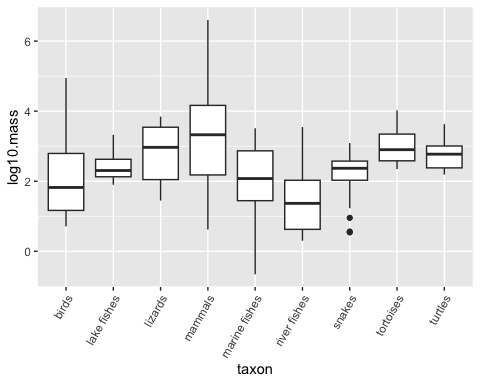 6
4
2
0
log10.mass
birds
lake fishes
lizards
mammals
marine fishes
river fishes
snakes
tortoises
turtles
taxon